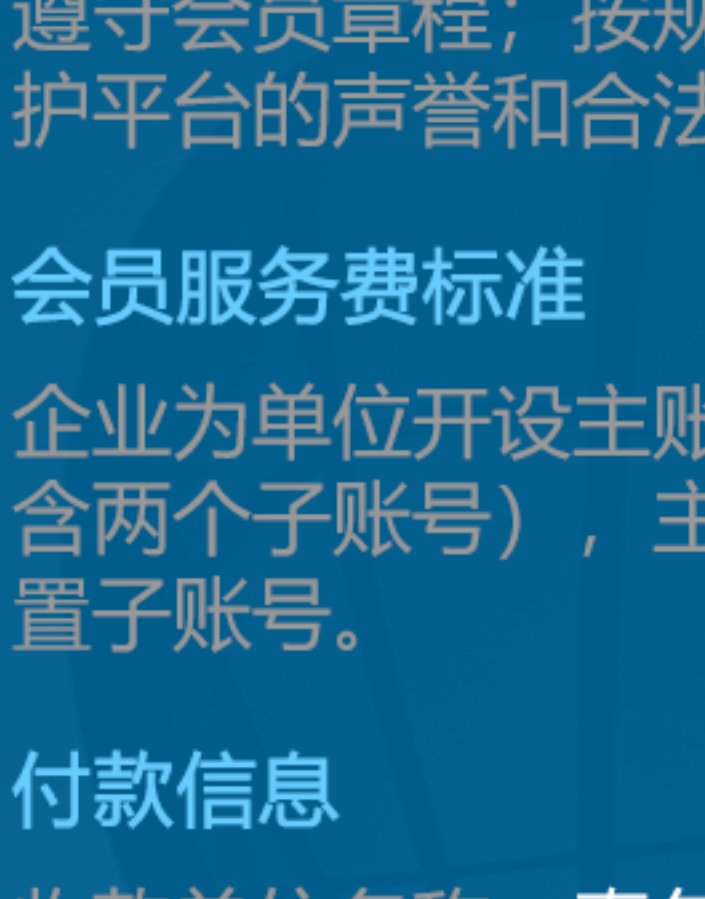 遵守会员章程；按规
护平台的声誉和合法
会员服务费标准
企业为单位开设主账
含两个子账号），主
置子账号。
付款信息